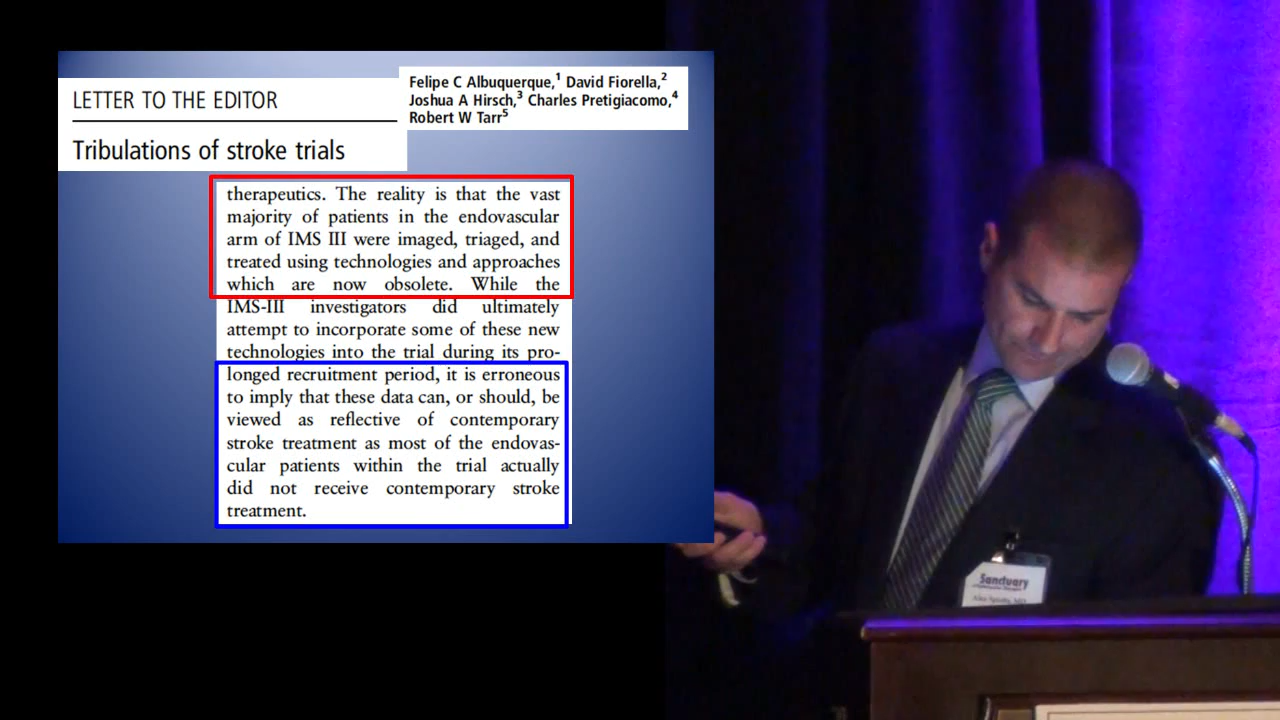 LETTER TO THE EDITOR
Felipe C Albuquerque,1 David Fiorella,2
Joshua A Hirsch,3 Charles Pretigiacomo,4
Robert W Tarr5
Tribulations of stroke trials
therapeutics. The reality is that the vast
majority of patients in the endovascular
arm of IMS III were imaged, triaged, and
treated using technologies and approaches
which are now obsolete. While the
IMS-III investigators did ultimately
attempt to incorporate some of these new
technologies into the trial during its pro-
longed recruitment period, it is erroneous
to imply that these data can, or should, be
viewed as reflective of contemporary
stroke treatment as most of the endovas-
cular patients within the trial actually
did not receive contemporary stroke
treatment.
Sanctuary